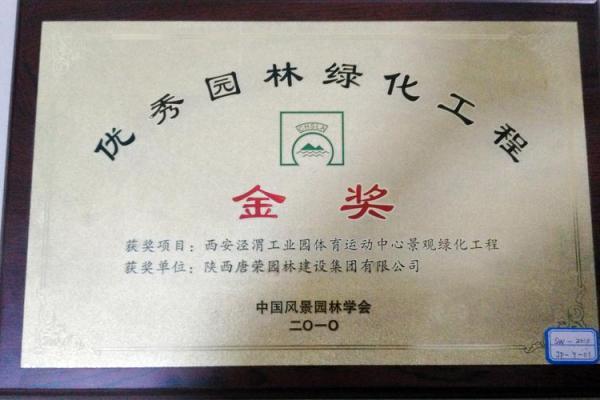 优秀园林绿化工程
CHSLA
金奖
获奖项目：西安泾渭工业园体育运动中心景观绿化工程
获奖单位：陕西唐荣园林建设集团有限公司
中国风景园林学会
二〇一〇